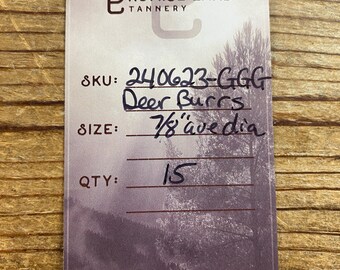 TANNERY
SKU: 240623-GGG
Deer Burrs
SIZE: 7/8" ave dia
QTY: 15